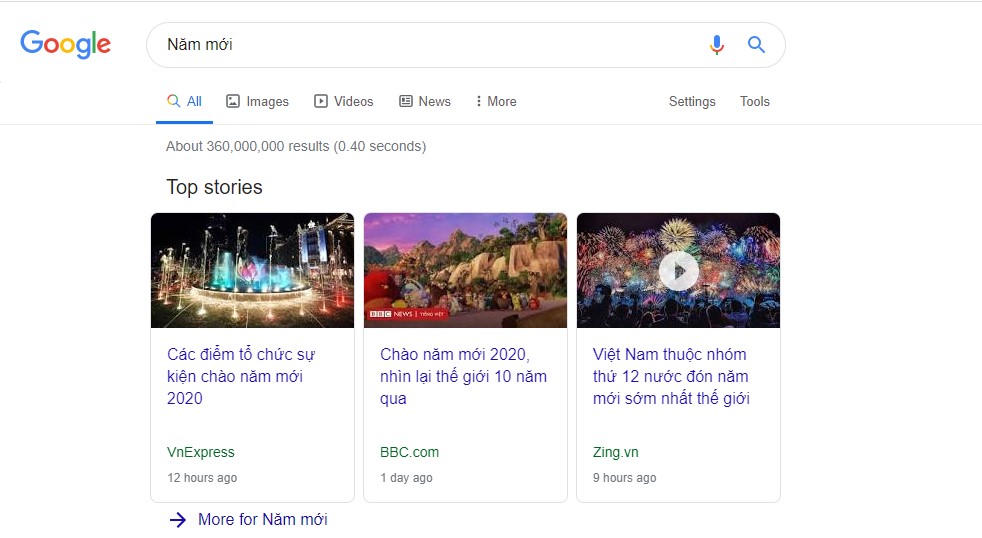 Google
Năm mới
All
Images
Videos
News
More
Settings
Tools
About 360,000,000 results (0.40 seconds)
Top stories
BBC NEWS | TIẾNG VIỆT
Các điểm tổ chức sự
kiện chào năm mới
2020
VnExpress
12 hours ago
Chào năm mới 2020,
nhìn lại thế giới 10 năm
qua
BBC.com
1 day ago
Việt Nam thuộc nhóm
thứ 12 nước đón năm
mới sớm nhất thế giới
Zing.vn
9 hours ago
More for Năm mới